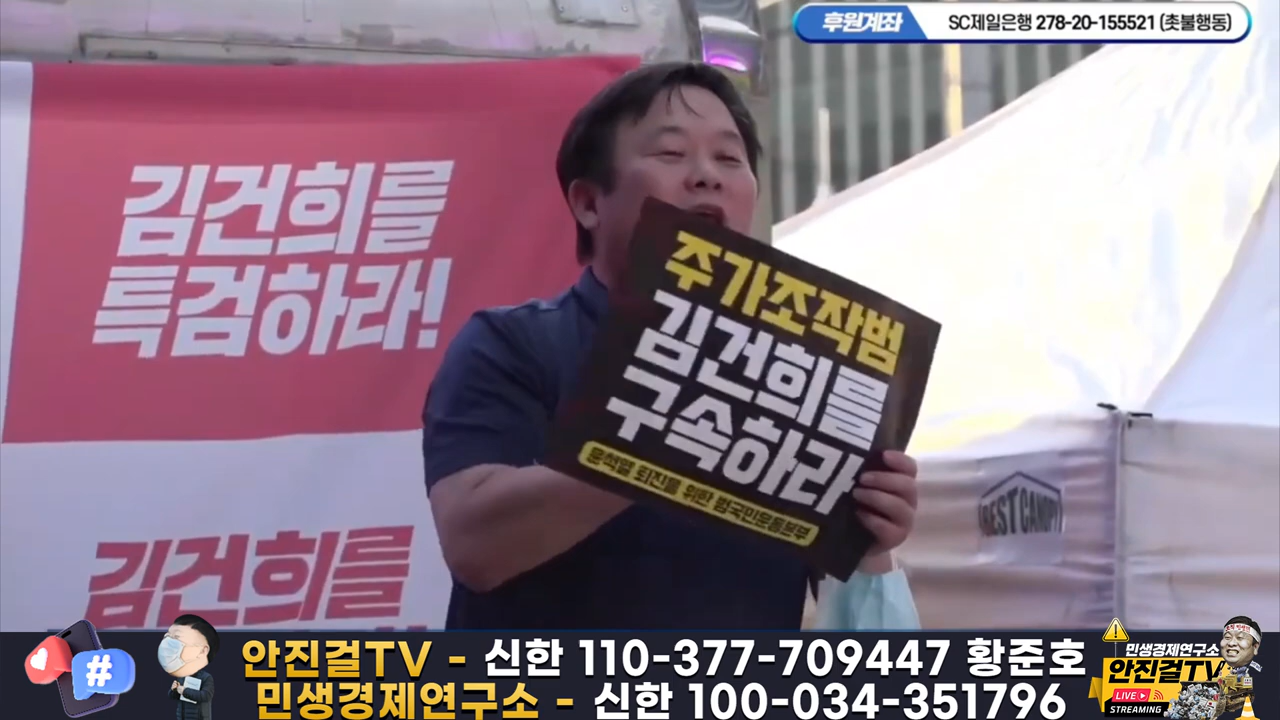 후원계좌 SC제일은행 278-20-155521 (촛불행동)
김건희를
특검하라!
주가조작범
김건희를
구속하라
윤석열 퇴진을 위한 범국민운동본부
BEST CANOPY
김건희를
#
안진걸TV - 신한 110-377-709447 황준호
민생경제연구소 - 신한 100-034-351796
민생경제연구소
안진걸TV
LIVE
STREAMING